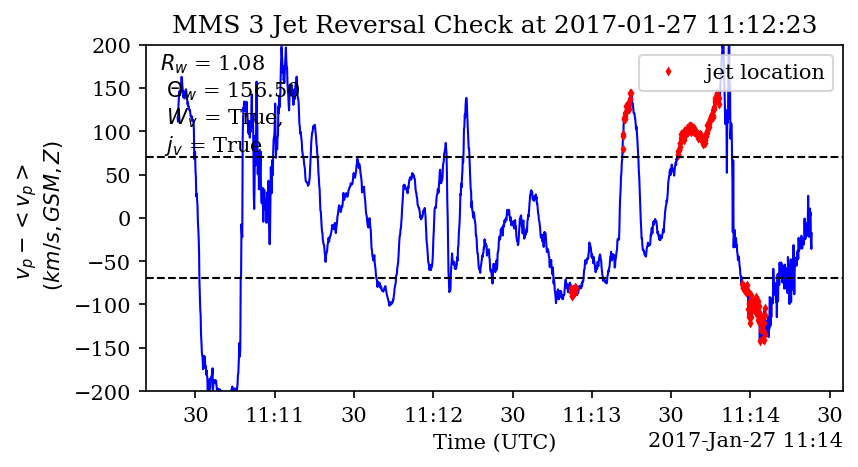 MMS 3 Jet Reversal Check at 2017-01-27 11:12:23
R_w = 1.08
Θ_w = 156.50
W_v = True,
j_v = True
jet location
v_p − < v_p >
(km/s, GSM, Z)
200
150
100
50
0
−50
−100
−150
−200
30 11:11 30 11:12 30 11:13 30 11:14 30
Time (UTC)
2017-Jan-27 11:14